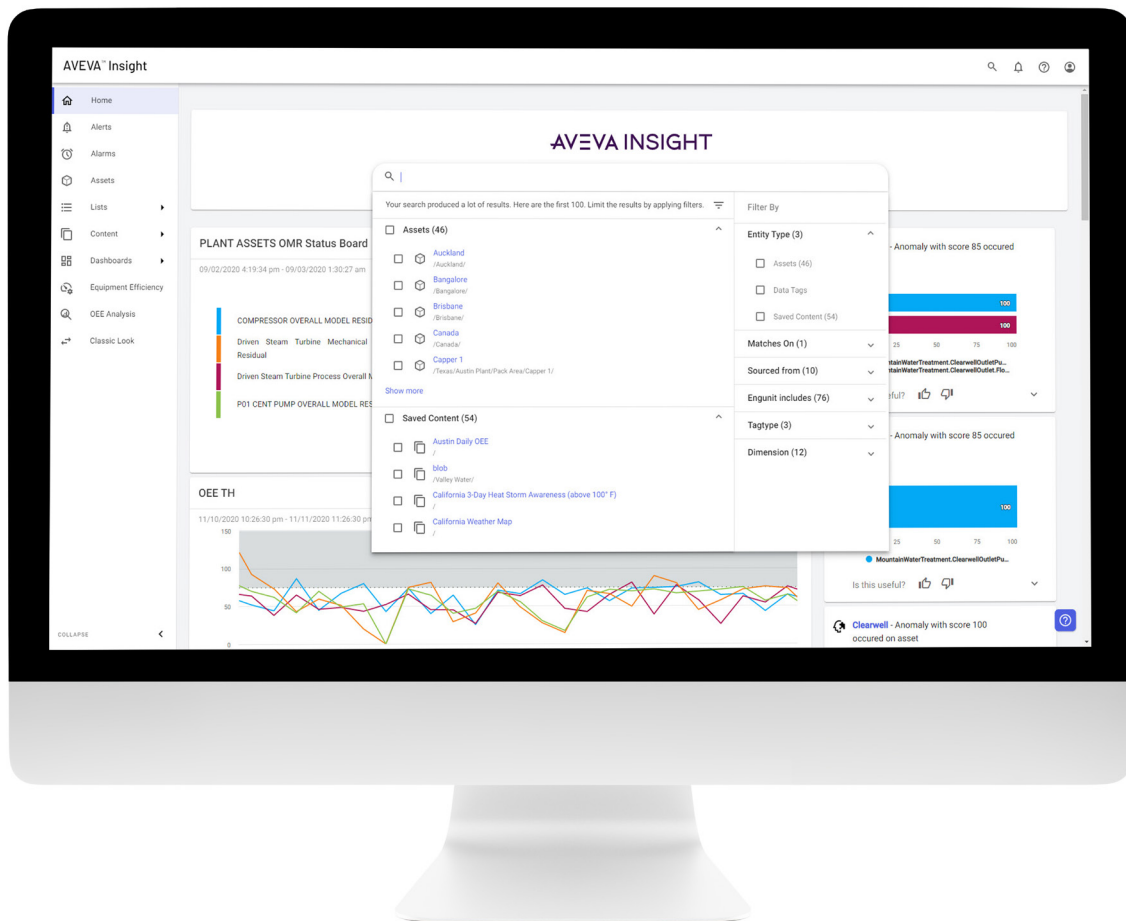 AVEVA™ Insight
Home
Alerts
Alarms
Assets
Lists
Content
Dashboards
Equipment Efficiency
OEE Analysis
Classic Look
COLLAPSE
AVEVA INSIGHT
PLANT ASSETS OMR Status Board
09/02/2020 4:19:34 pm - 09/03/2020 1:30:27 am
COMPRESSOR OVERALL MODEL RESID
Driven Steam Turbine Mechanical
Residual
Driven Steam Turbine Process Overall M
P01 CENT PUMP OVERALL MODEL RES
OEE TH
11/10/2020 10:26:30 pm - 11/11/2020 11:26:30 pm
150
100
50
0
Your search produced a lot of results. Here are the first 100. Limit the results by applying filters.
Assets (46)
Auckland
/Auckland/
Bangalore
/Bangalore/
Brisbane
/Brisbane/
Canada
/Canada/
Capper 1
/Texas/Austin Plant/Pack Area/Capper 1/
Show more
Saved Content (54)
Austin Daily OEE
/
blob
/Valley Water/
California 3-Day Heat Storm Awareness (above 100° F)
/
California Weather Map
/
Filter By
Entity Type (3)
Assets (46)
Data Tags
Saved Content (54)
Matches On (1)
Sourced from (10)
Engunit includes (76)
Tagtype (3)
Dimension (12)
- Anomaly with score 85 occured
100
100
25 50 75 100
ntainWaterTreatment.ClearwellOutletPu...
ntainWaterTreatment.ClearwellOutlet.Flo...
eful?
- Anomaly with score 85 occured
100
25 50 75 100
MountainWaterTreatment.ClearwellOutletPu...
Is this useful?
Clearwell - Anomaly with score 100
occured on asset